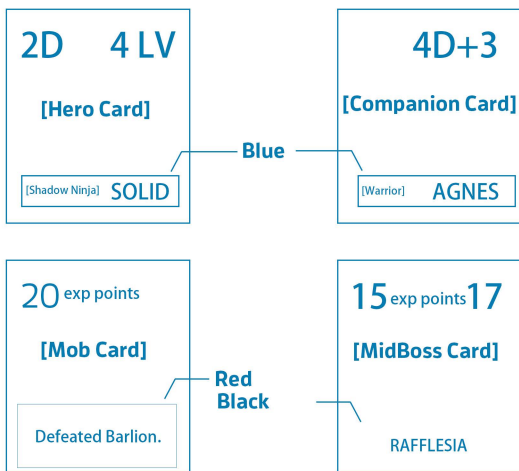 2D 4 LV
[Hero Card]
[Shadow Ninja] SOLID
4D+3
[Companion Card]
[Warrior] AGNES
Blue
20 exp points
[Mob Card]
Defeated Barlion.
15 exp points 17
[MidBoss Card]
RAFFLESIA
Red
Black